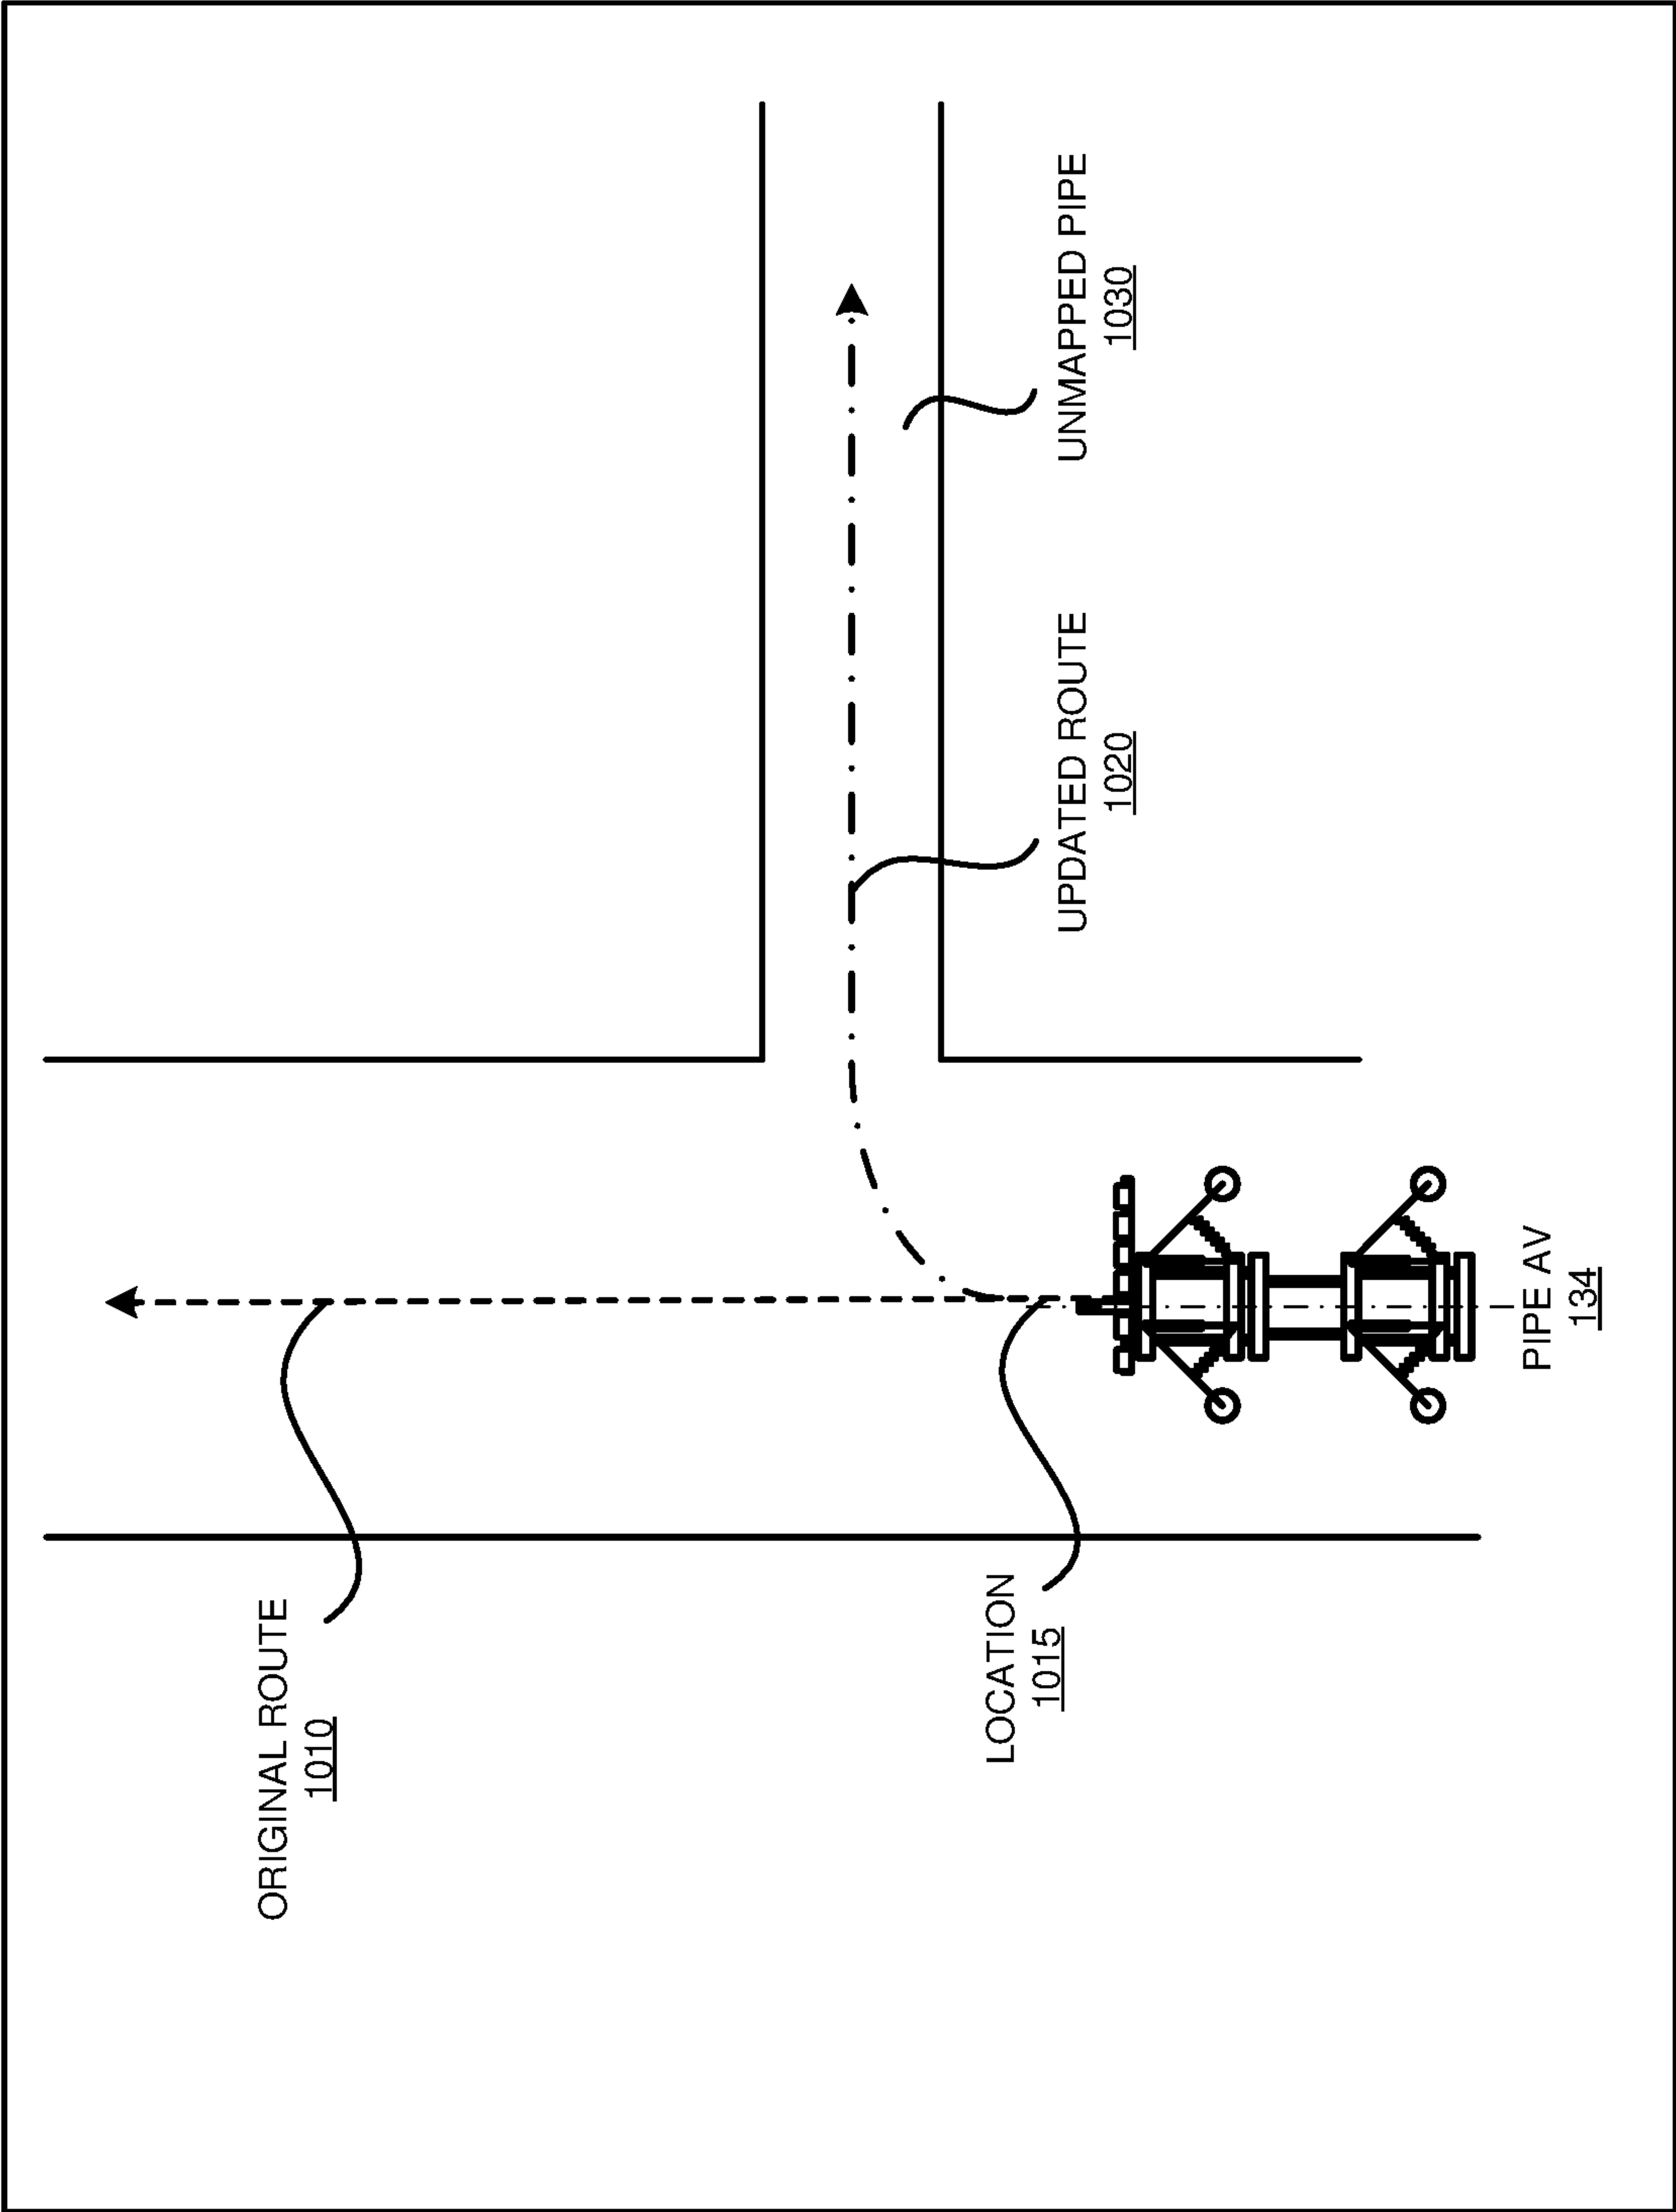 ORIGINAL ROUTE
1010
LOCATION
1015
PIPE AV
134
UPDATED ROUTE
1020
UNMAPPED PIPE
1030